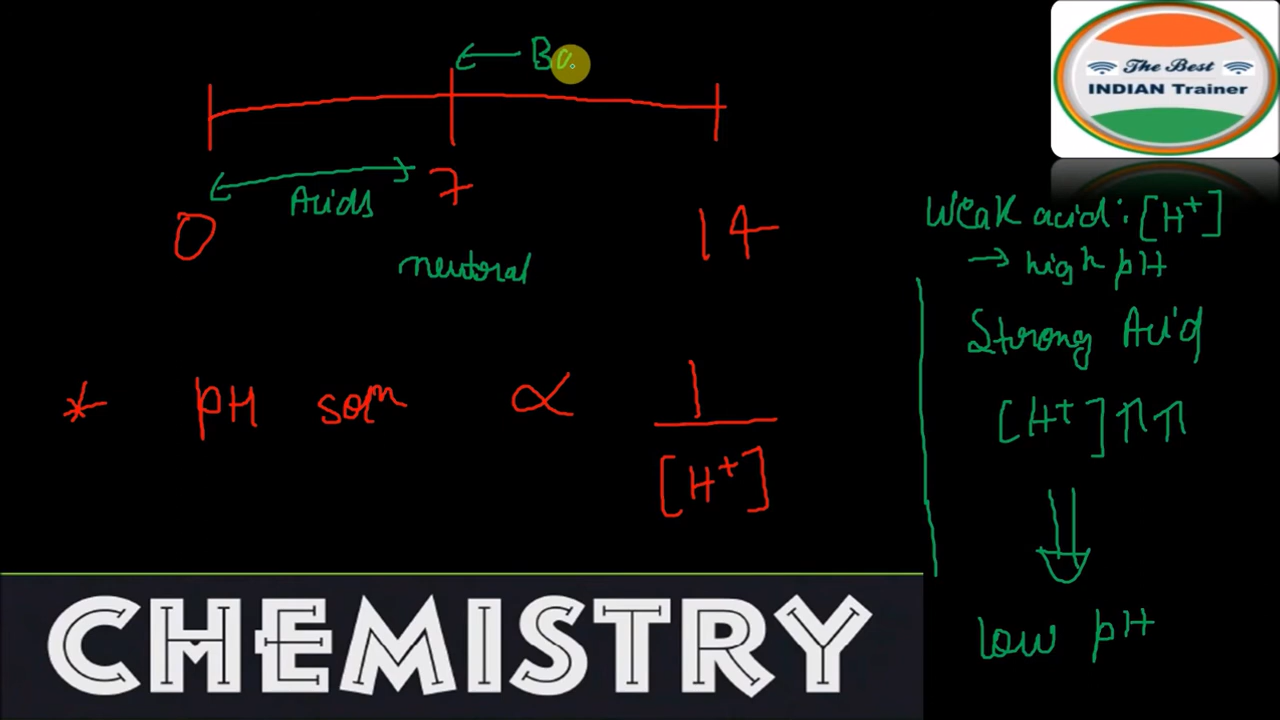 ← Ba
The Best
INDIAN Trainer
Acids
7
0
14
neutral
Weak acid : [H⁺]
→ high pH
Strong Acid
[H⁺] ↑↑
* pH solⁿ ∝ 1
[H⁺]
low pH
CHEMISTRY